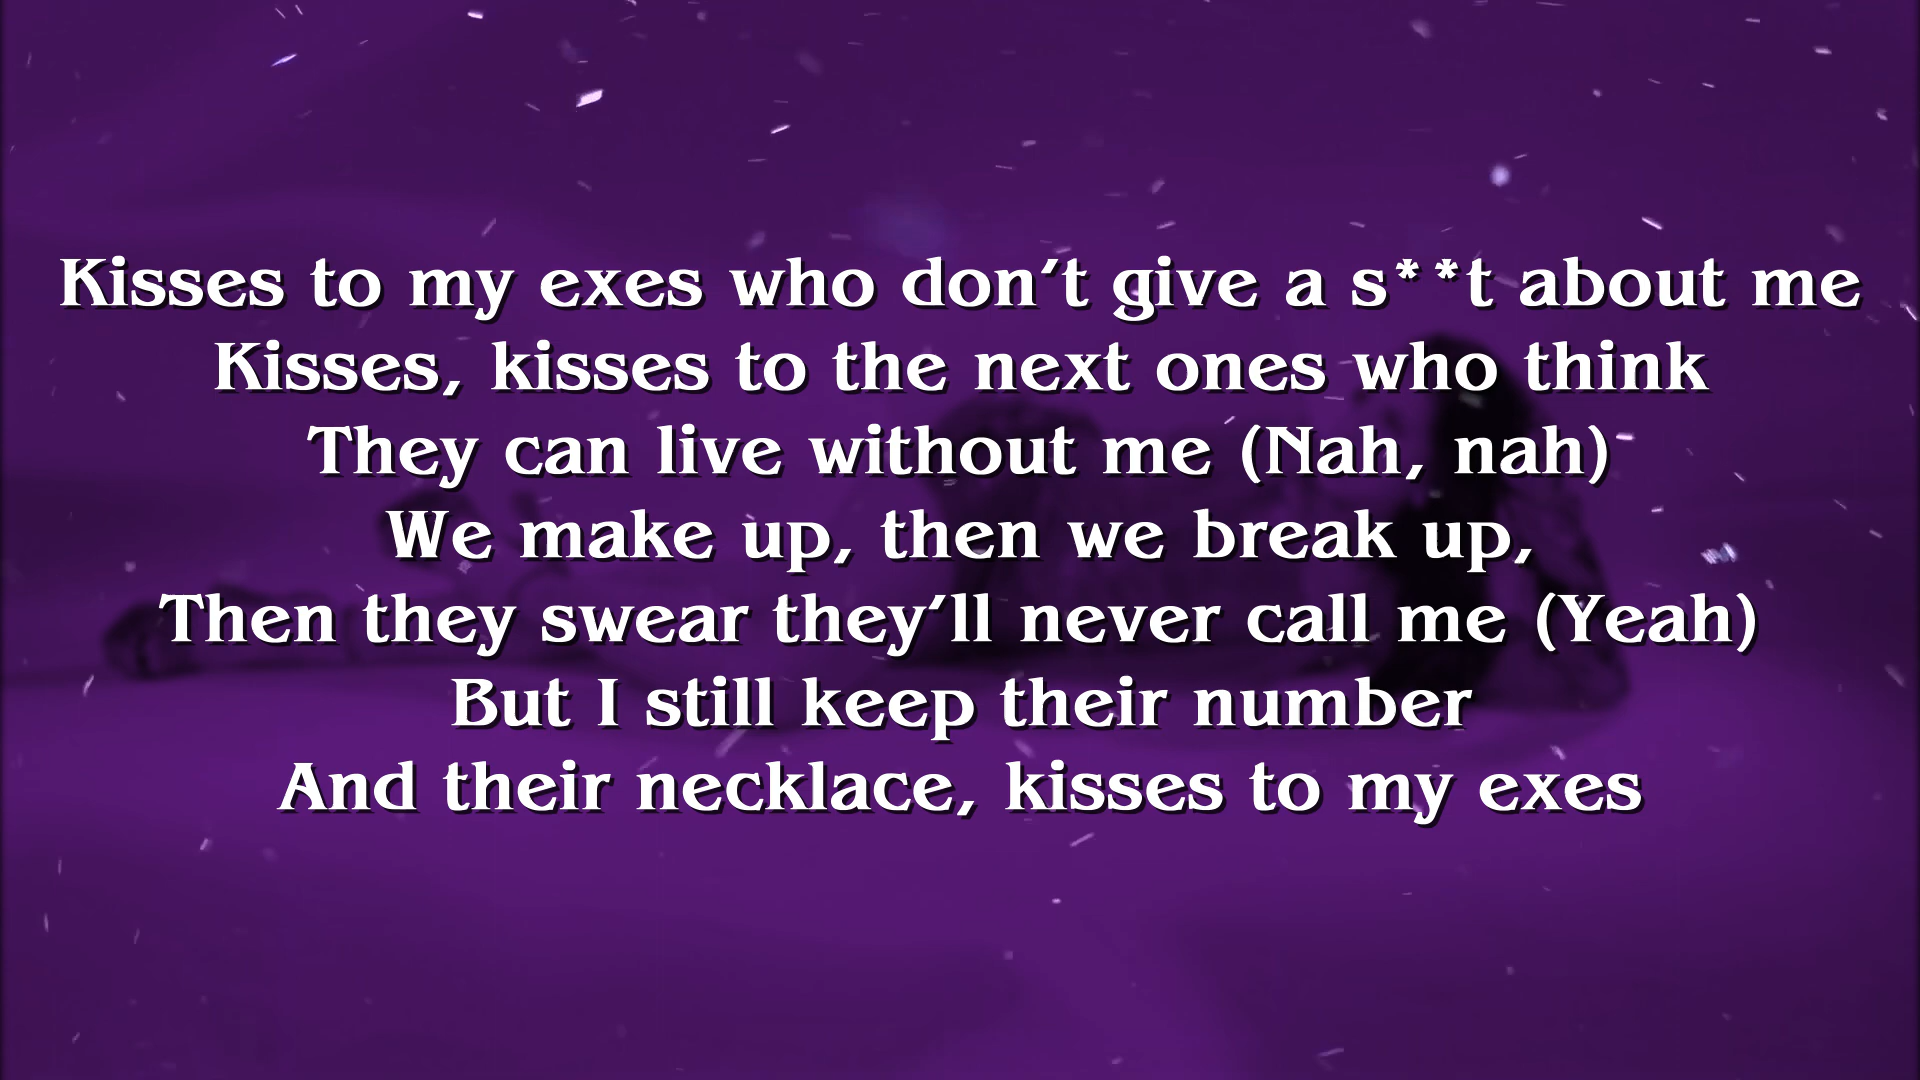 Kisses to my exes who don't give a s**t about me
Kisses, kisses to the next ones who think
They can live without me (Nah, nah)
We make up, then we break up,
Then they swear they'll never call me (Yeah)
But I still keep their number
And their necklace, kisses to my exes